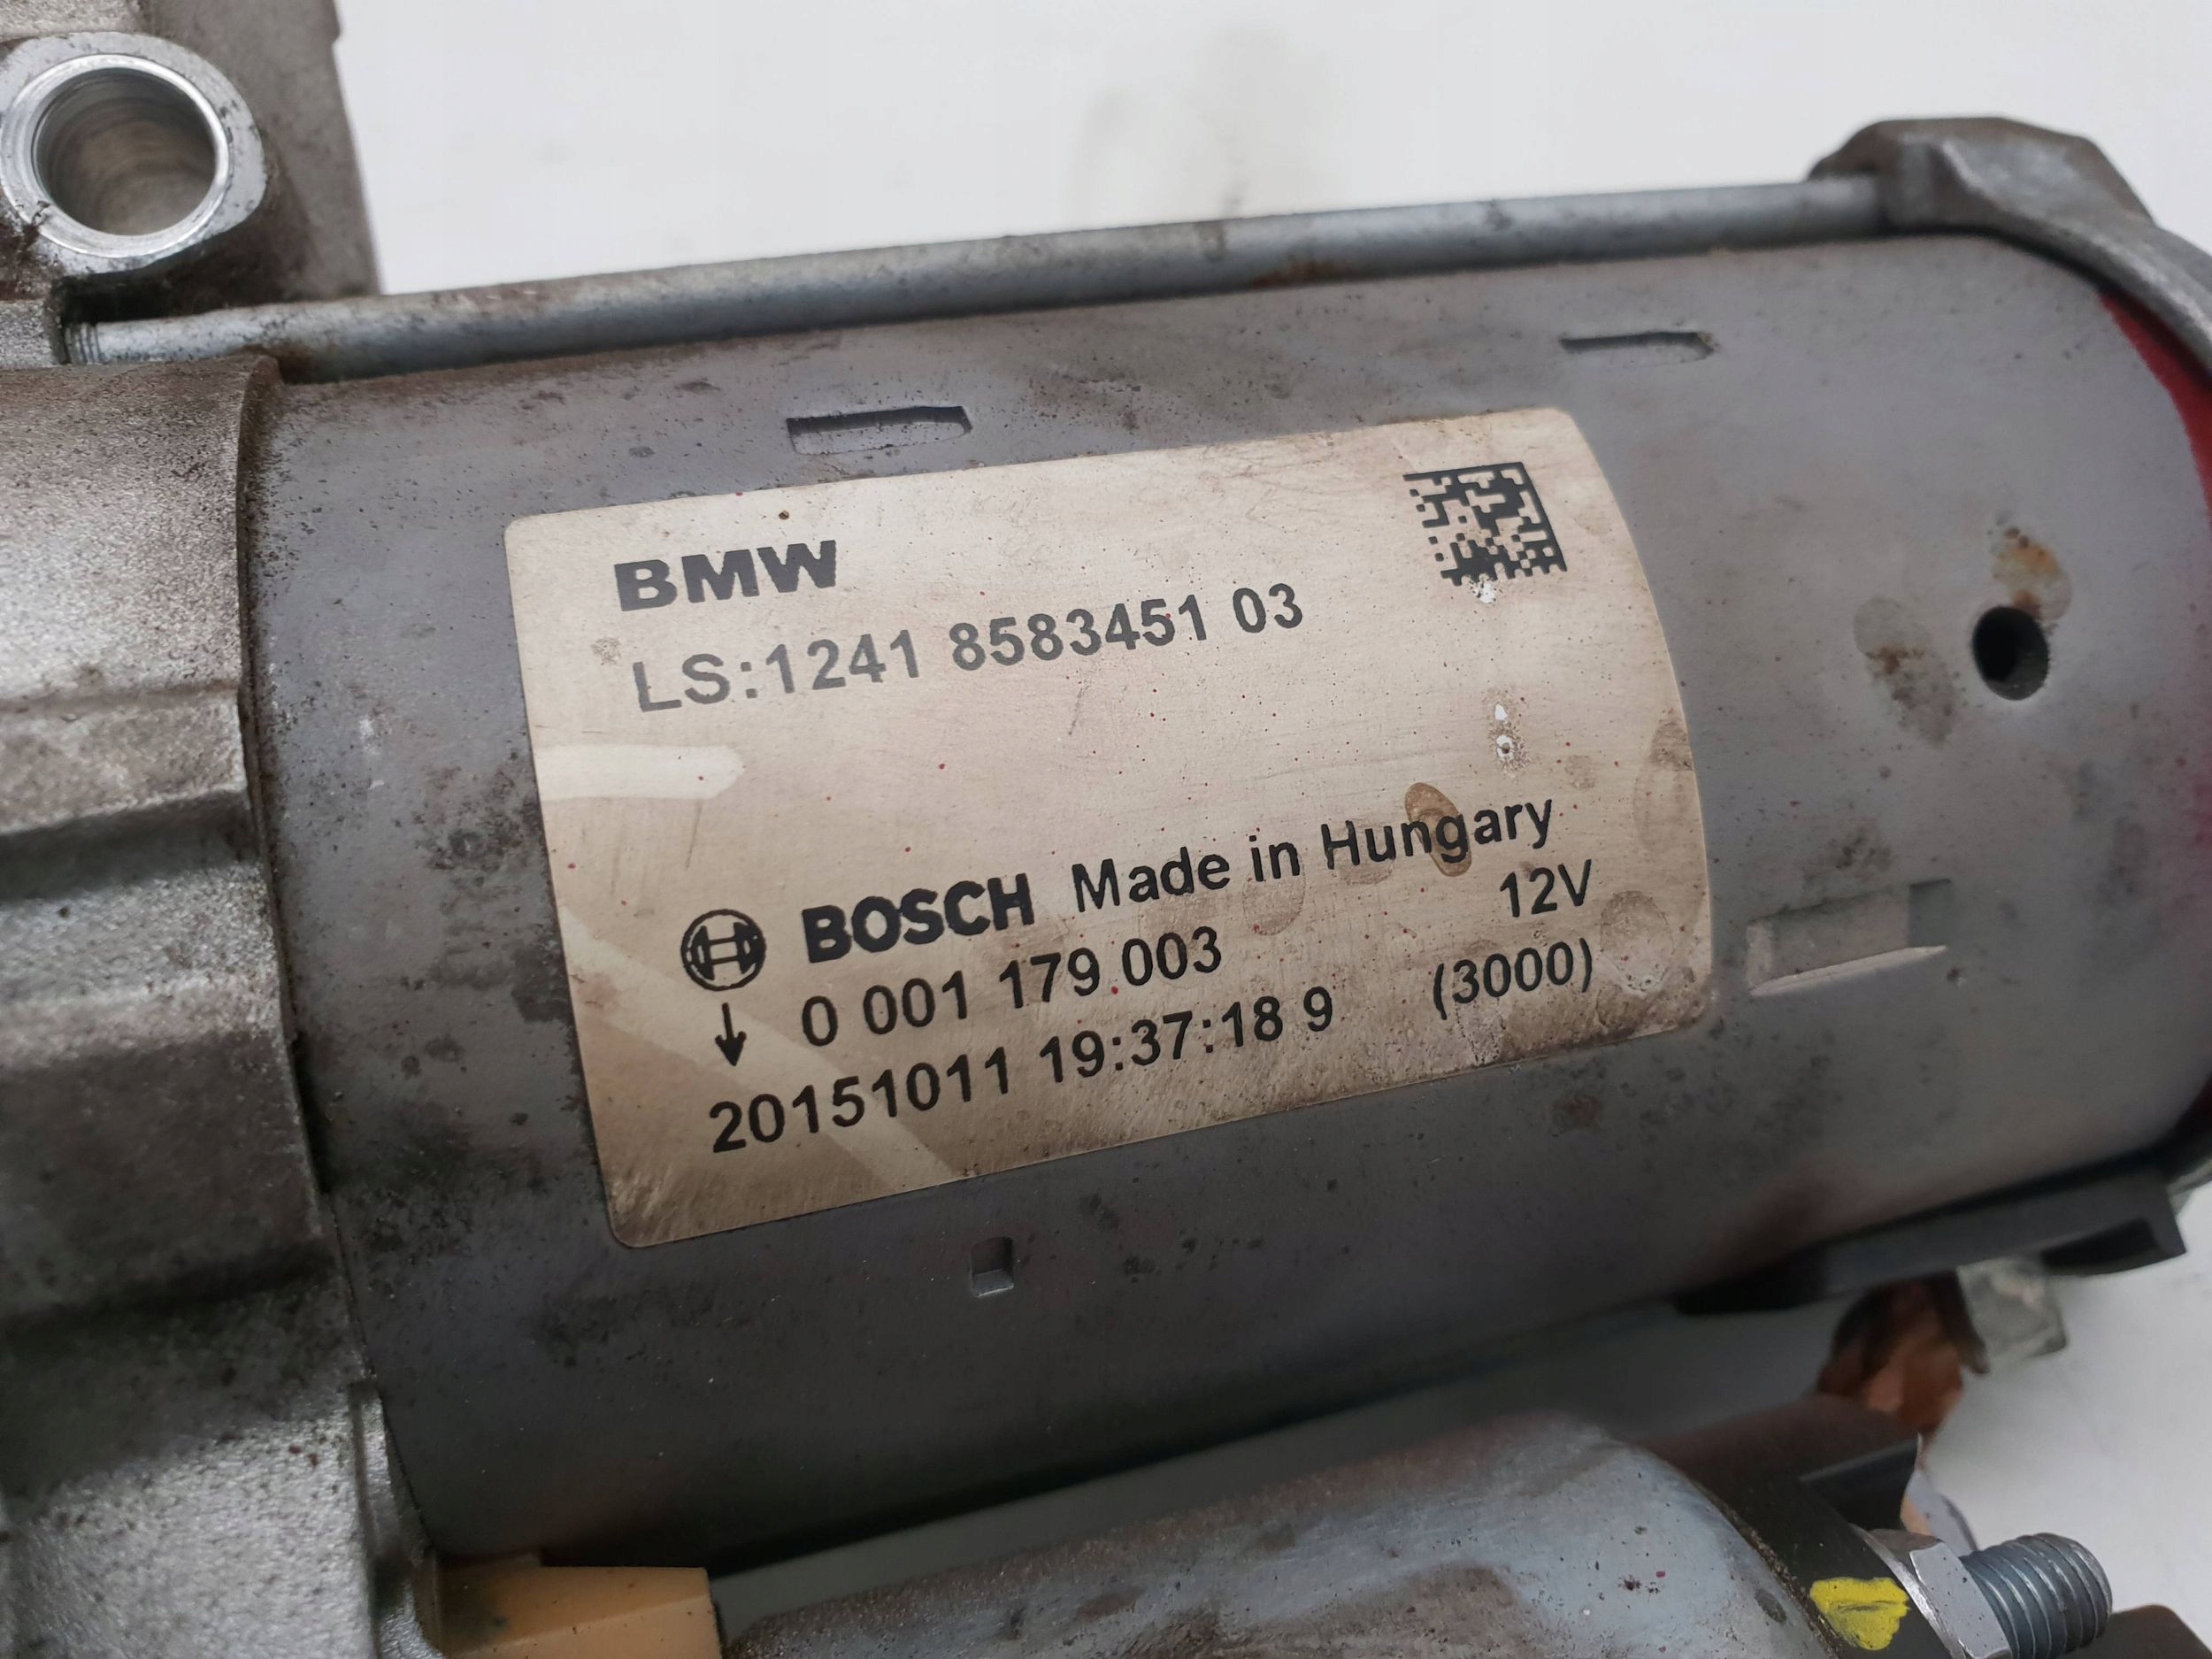 BMW
LS:1241 8583451 03
BOSCH Made in Hungary
12V
0 001 179 003
(3000)
20151011 19:37:18 9